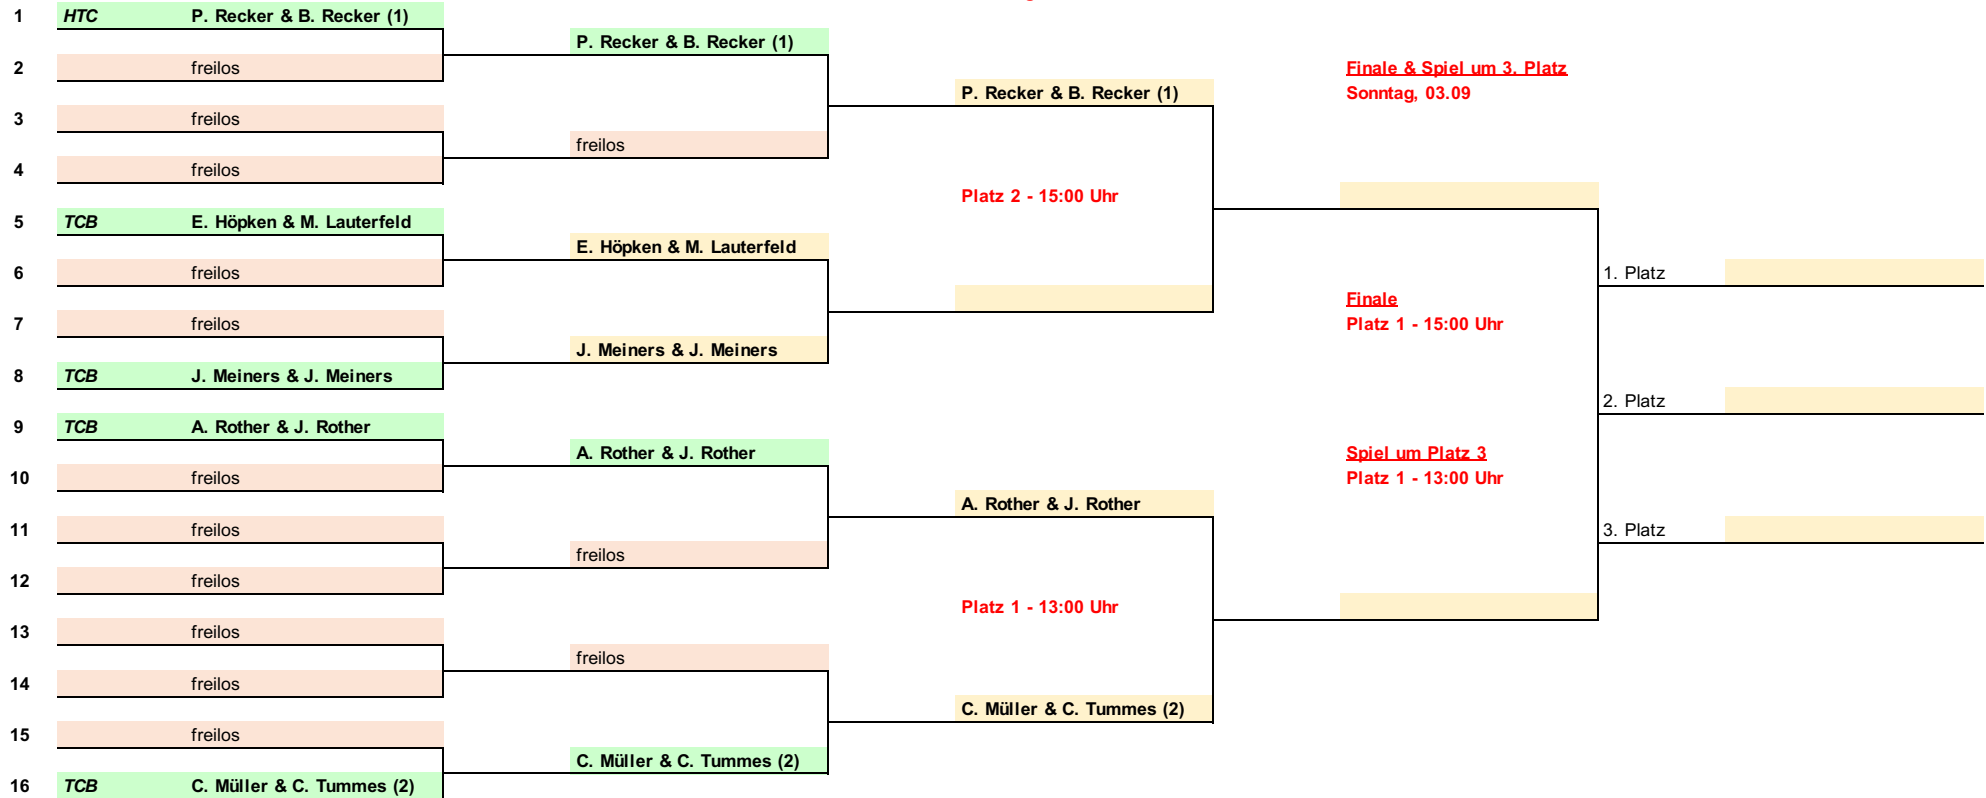 1 HTC P. Recker & B. Recker (1)
P. Recker & B. Recker (1)
2 freilos
Finale & Spiel um 3. Platz
P. Recker & B. Recker (1)
Sonntag, 03.09
3 freilos
freilos
4 freilos
Platz 2 - 15:00 Uhr
5 TCB E. Höpken & M. Lauterfeld
E. Höpken & M. Lauterfeld
6 freilos
1. Platz
Finale
7 freilos
Platz 1 - 15:00 Uhr
J. Meiners & J. Meiners
8 TCB J. Meiners & J. Meiners
2. Platz
9 TCB A. Rother & J. Rother
A. Rother & J. Rother
Spiel um Platz 3
10 freilos
Platz 1 - 13:00 Uhr
A. Rother & J. Rother
11 freilos
3. Platz
freilos
12 freilos
Platz 1 - 13:00 Uhr
13 freilos
freilos
14 freilos
C. Müller & C. Tummes (2)
15 freilos
C. Müller & C. Tummes (2)
16 TCB C. Müller & C. Tummes (2)